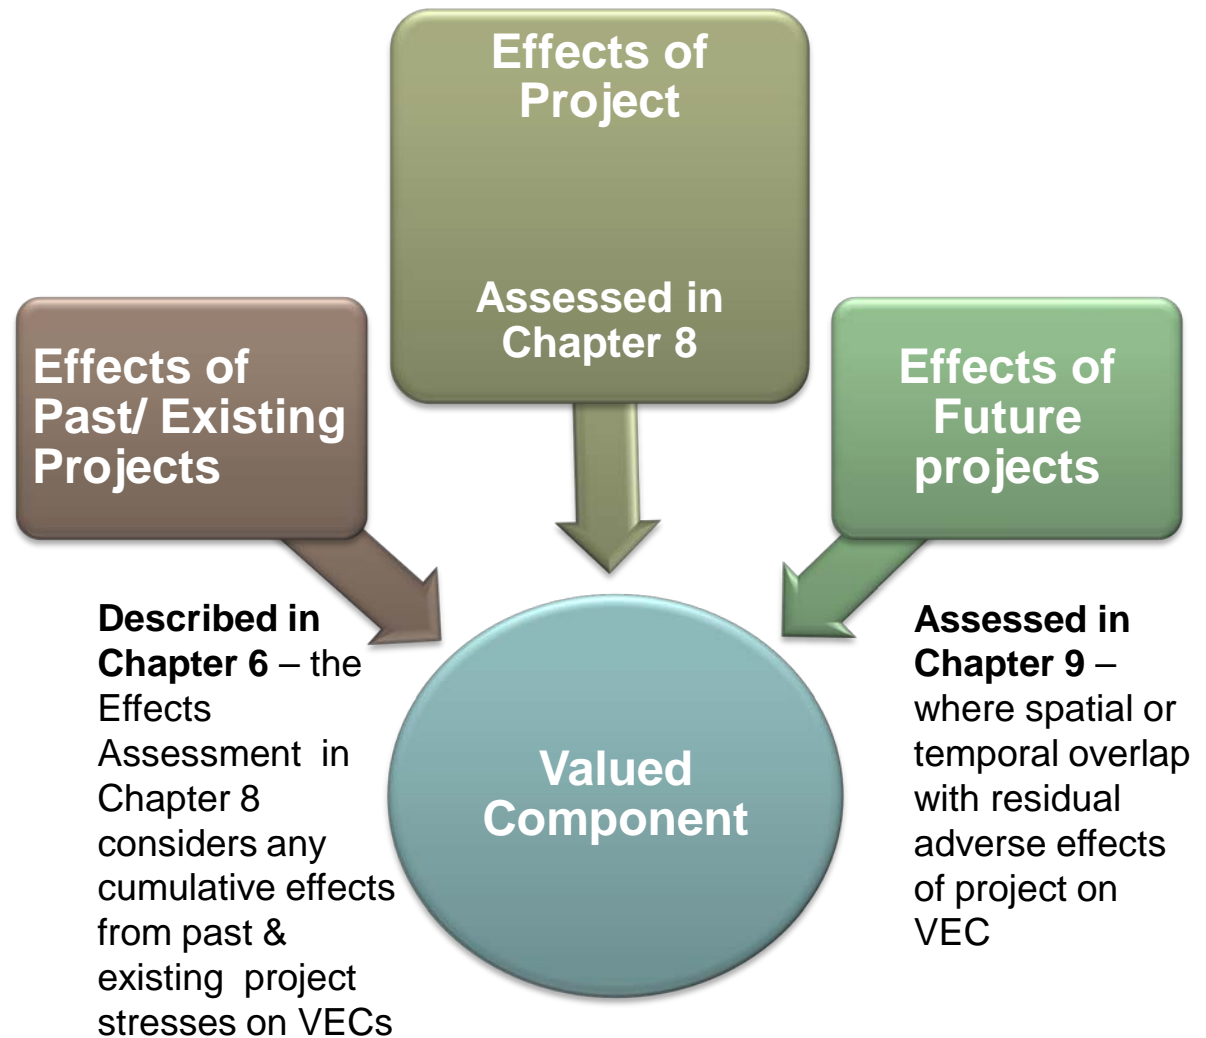 Effects of
Project
Assessed in
Chapter 8
Effects of
Past/ Existing
Projects
Effects of
Future
projects
Described in
Chapter 6 – the
Effects
Assessment in
Chapter 8
considers any
cumulative effects
from past &
existing project
stresses on VECs
Valued
Component
Assessed in
Chapter 9 –
where spatial or
temporal overlap
with residual
adverse effects
of project on
VEC